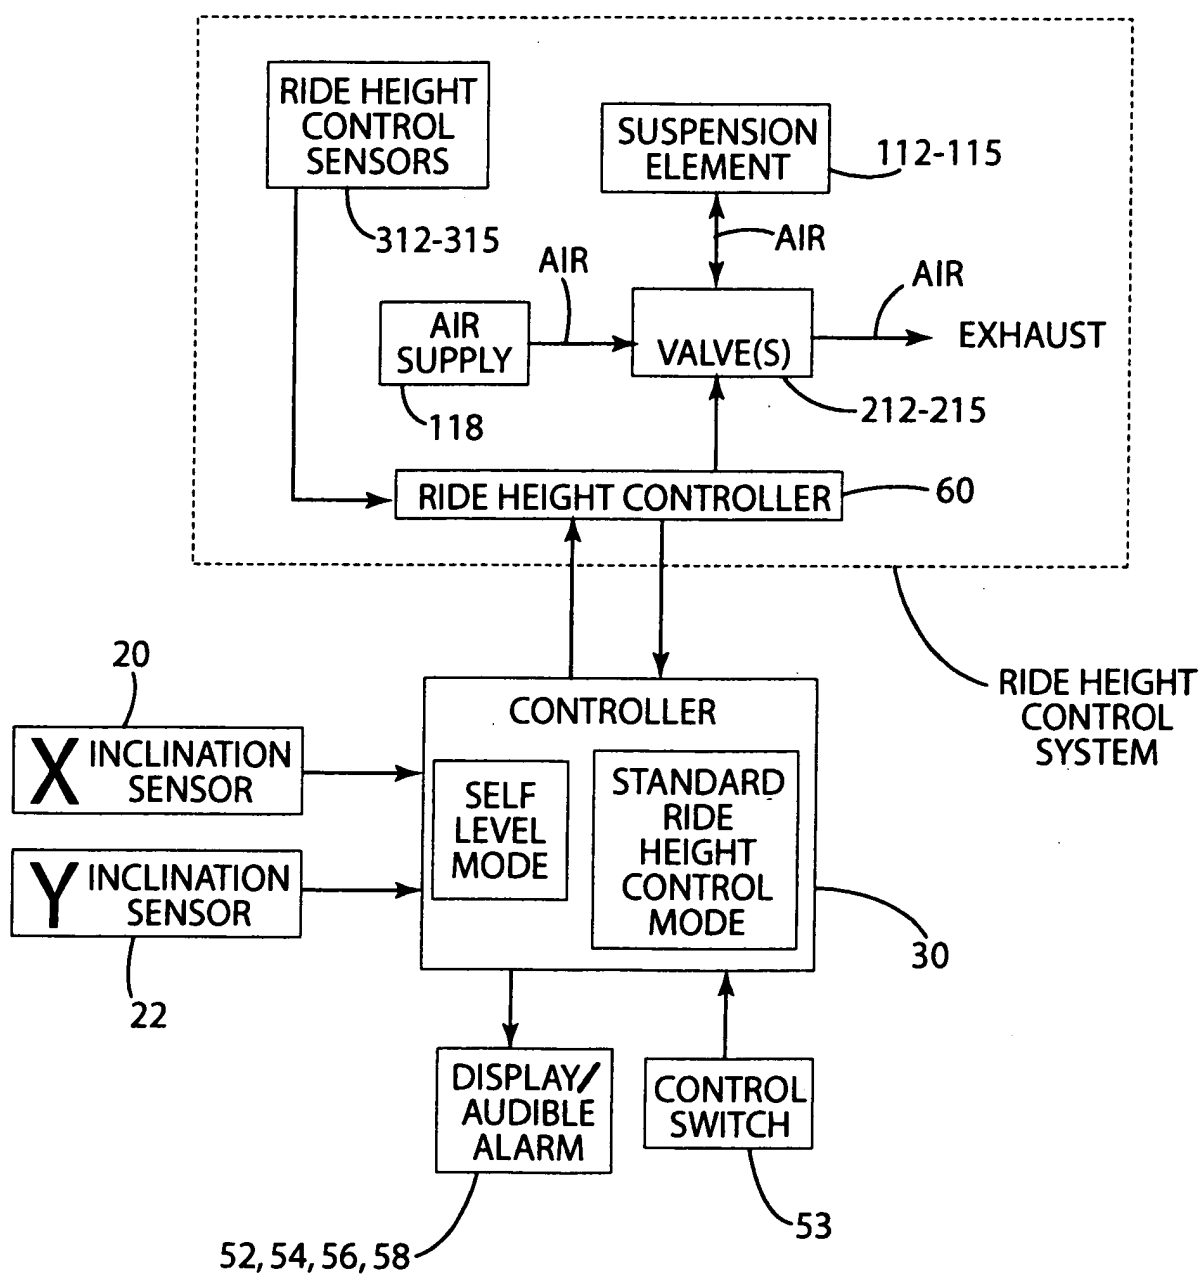 RIDE HEIGHT
CONTROL
SENSORS
312-315
SUSPENSION
ELEMENT
112-115
AIR
AIR
AIR
AIR
SUPPLY
118
VALVE(S)
EXHAUST
212-215
RIDE HEIGHT CONTROLLER
60
RIDE HEIGHT
CONTROL
SYSTEM
20
X INCLINATION
SENSOR
Y INCLINATION
SENSOR
22
CONTROLLER
SELF
LEVEL
MODE
STANDARD
RIDE
HEIGHT
CONTROL
MODE
30
DISPLAY/
AUDIBLE
ALARM
52, 54, 56, 58
CONTROL
SWITCH
53